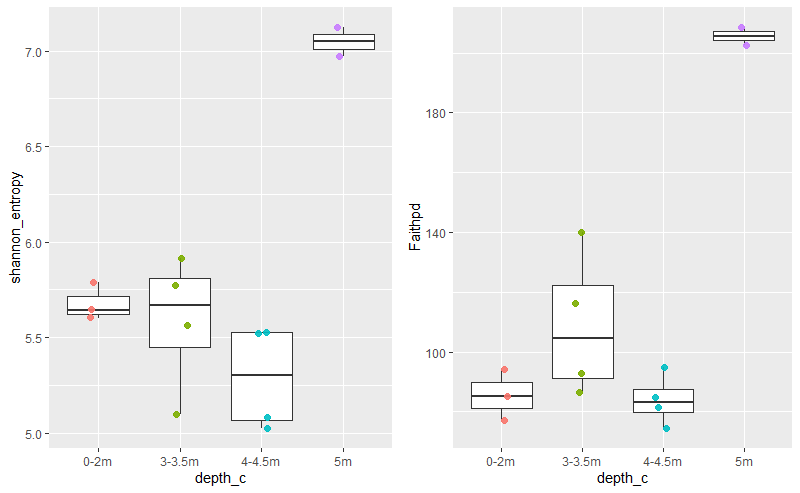 shannon_entropy
7.0
6.5
6.0
5.5
5.0
0-2m 3-3.5m 4-4.5m 5m
depth_c
Faithpd
180
140
100
0-2m 3-3.5m 4-4.5m 5m
depth_c